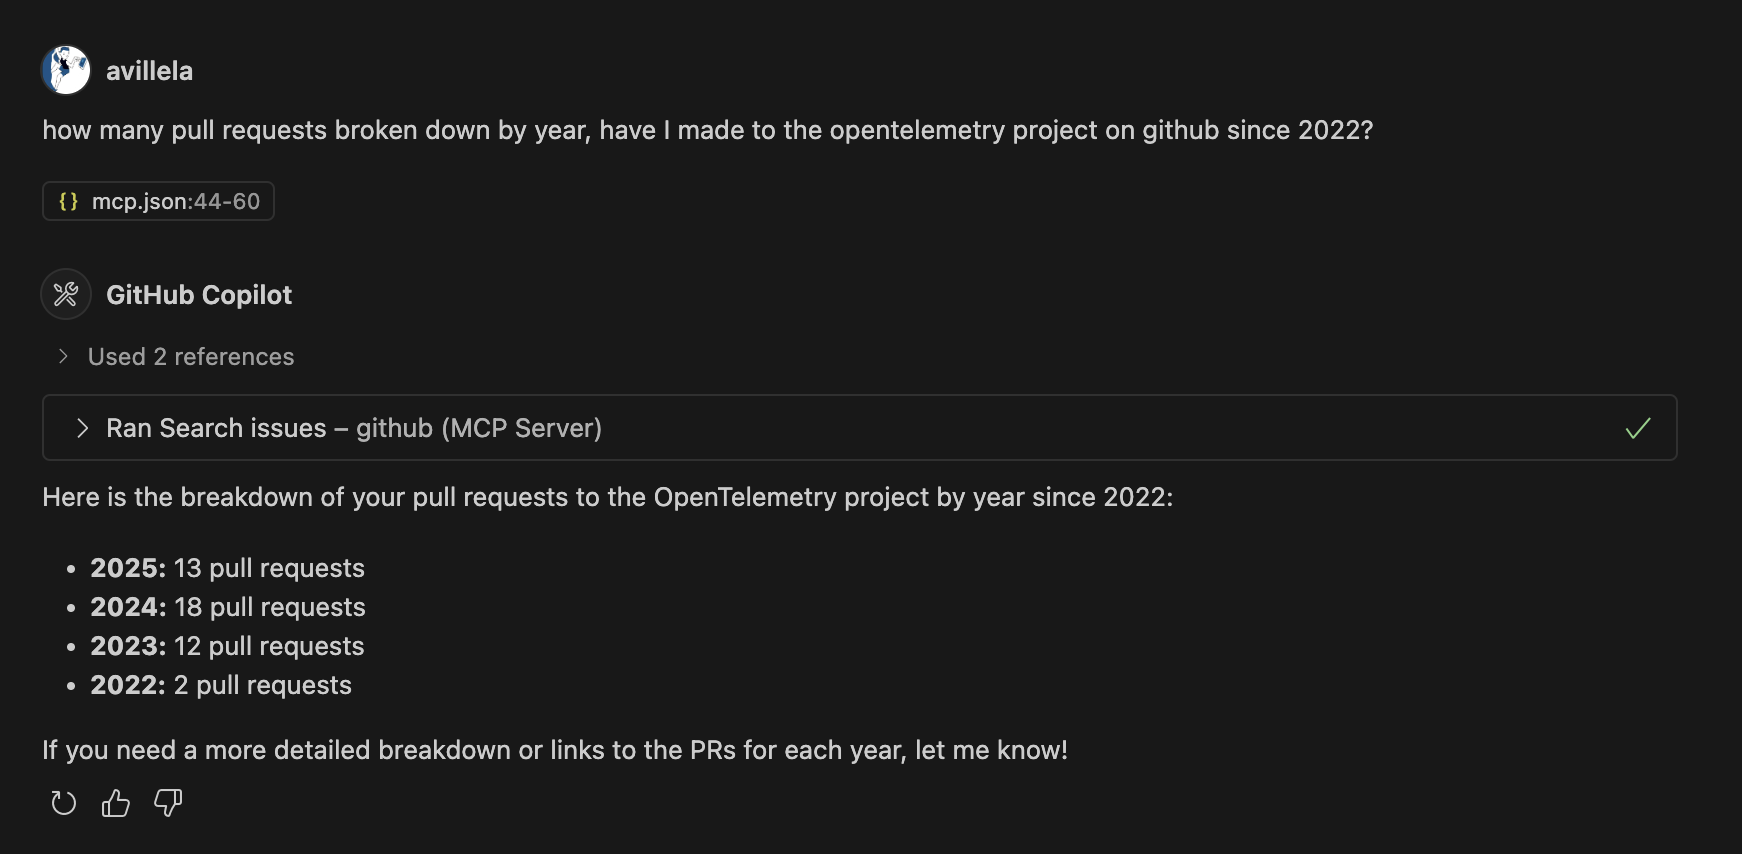 avillela
how many pull requests broken down by year, have I made to the opentelemetry project on github since 2022?
{} mcp.json:44-60
GitHub Copilot
Used 2 references
Ran Search issues – github (MCP Server)
Here is the breakdown of your pull requests to the OpenTelemetry project by year since 2022:
• 2025: 13 pull requests
• 2024: 18 pull requests
• 2023: 12 pull requests
• 2022: 2 pull requests
If you need a more detailed breakdown or links to the PRs for each year, let me know!